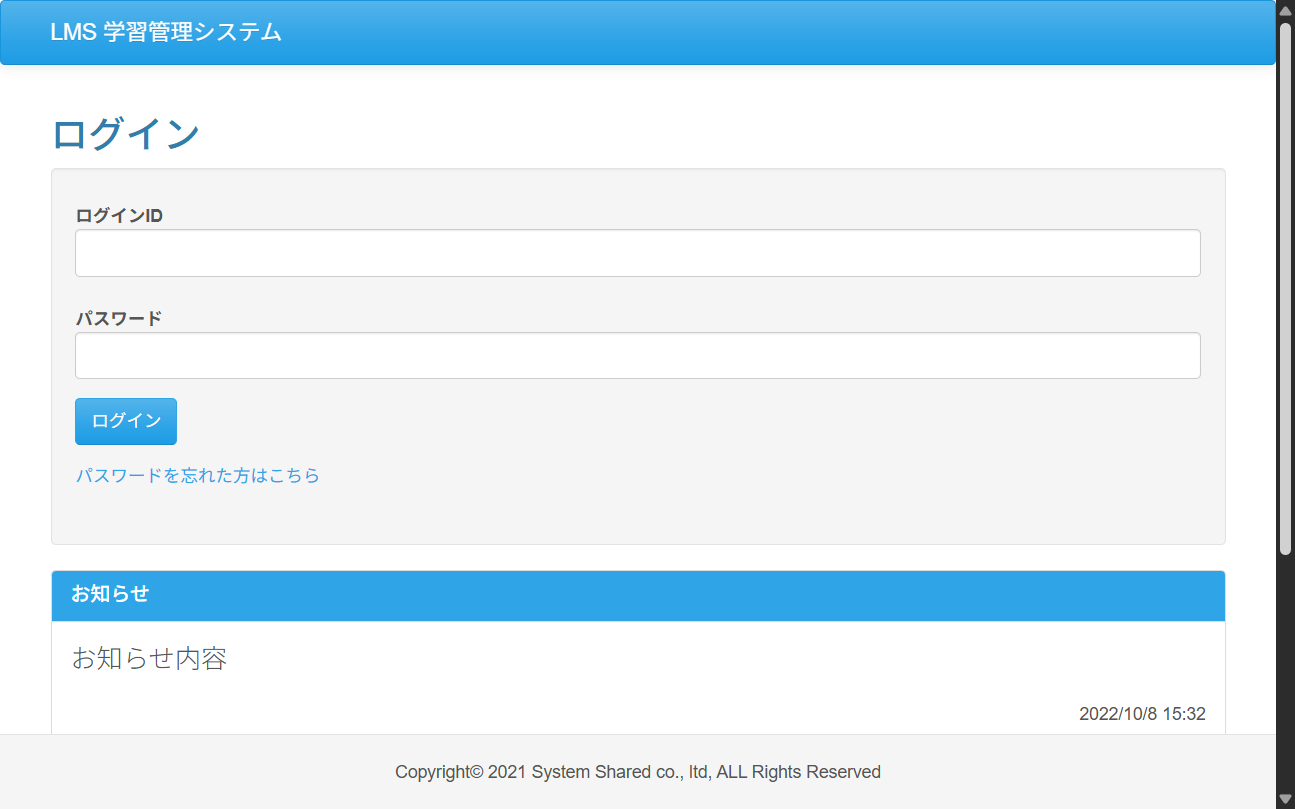 LMS 学習管理システム
ログイン
ログインID
パスワード
ログイン
パスワードを忘れた方はこちら
お知らせ
お知らせ内容
2022/10/8 15:32
Copyright© 2021 System Shared co., ltd, ALL Rights Reserved